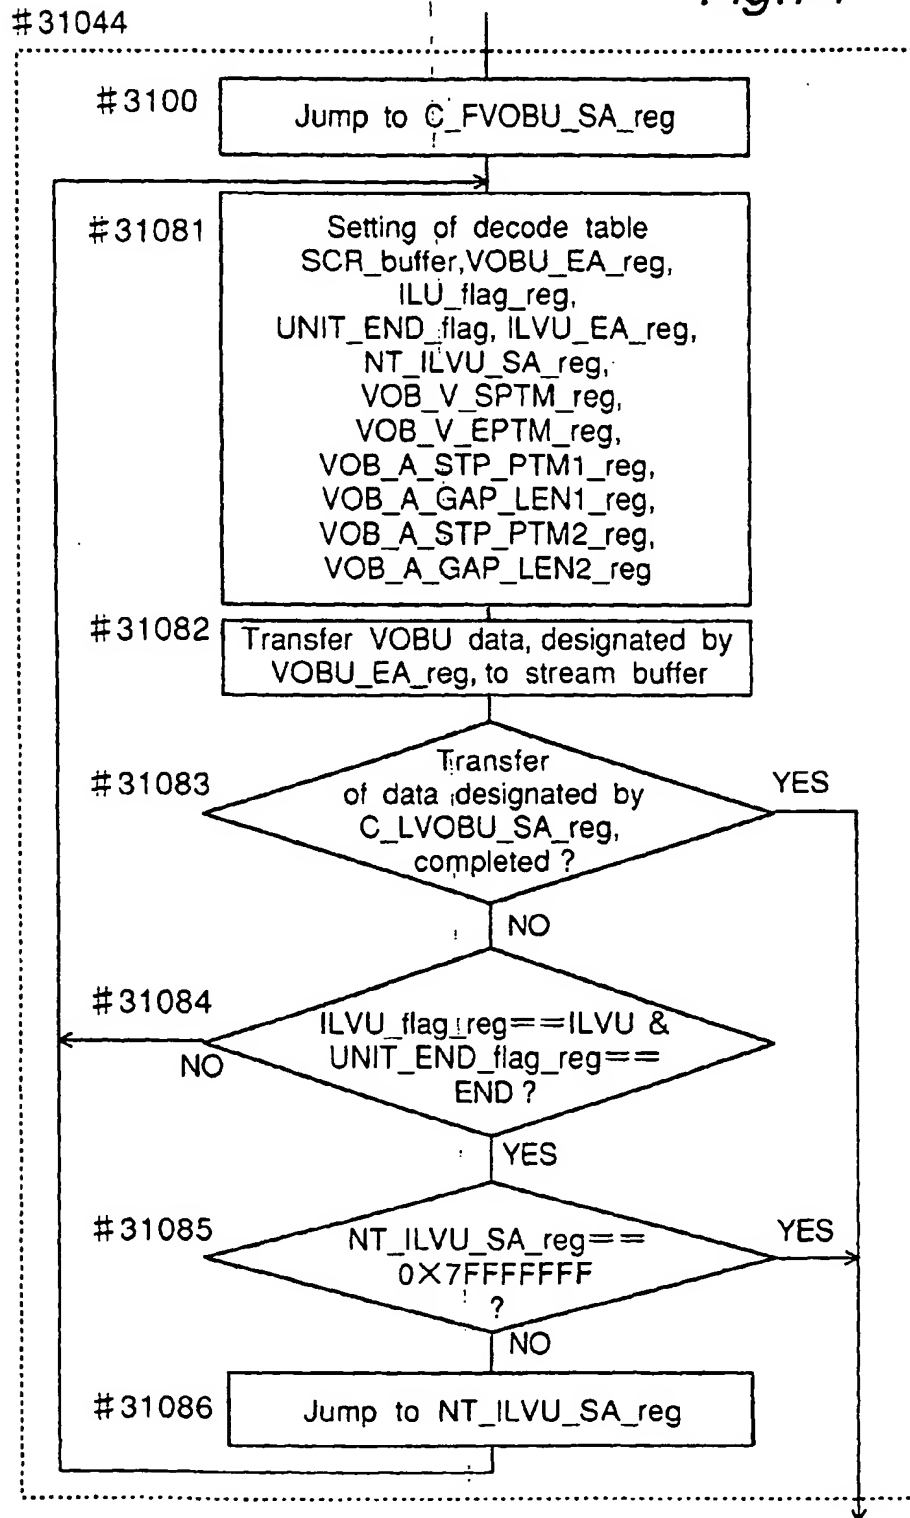 #31044
#3100
Jump to C_FVOBU_SA_reg
#31081
Setting of decode table
SCR_buffer,VOBU_EA_reg,
ILU_flag_reg,
UNIT_END_flag, ILVU_EA_reg,
NT_ILVU_SA_reg,
VOB_V_SPTM_reg,
VOB_V_EPTM_reg,
VOB_A_STP_PTM1_reg,
VOB_A_GAP_LEN1_reg,
VOB_A_STP_PTM2_reg,
VOB_A_GAP_LEN2_reg
#31082
Transfer VOBU data, designated by
VOBU_EA_reg, to stream buffer
#31083
Transfer
of data designated by
C_LVOBU_SA_reg,
completed ?
YES
NO
#31084
ILVU_flag_reg==ILVU &
UNIT_END_flag_reg==
END ?
NO
YES
#31085
NT_ILVU_SA_reg==
0X7FFFFFFF
?
YES
NO
#31086
Jump to NT_ILVU_SA_reg